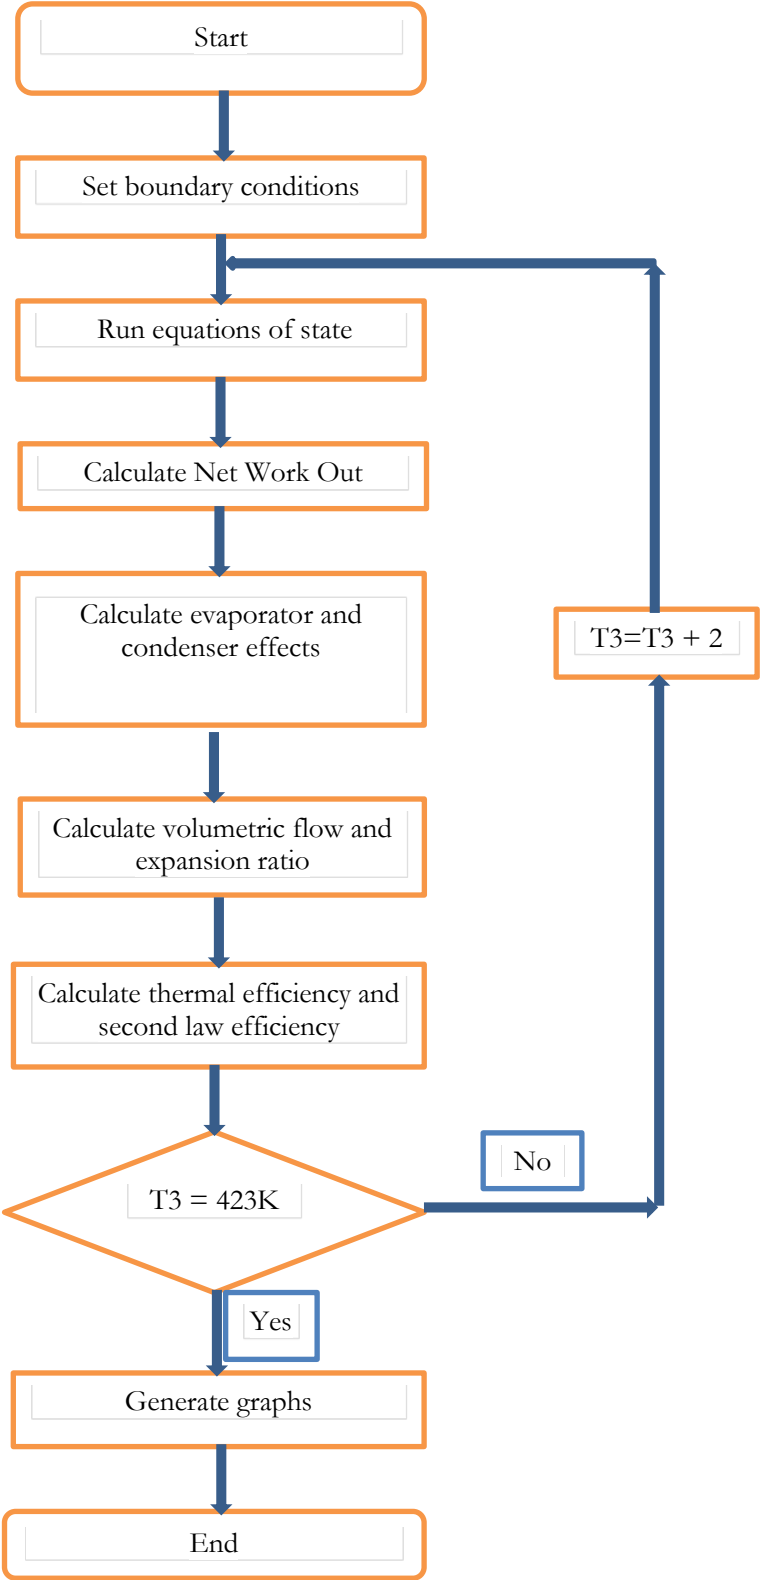 Start
Set boundary conditions
Run equations of state
Calculate Net Work Out
Calculate evaporator and
condenser effects
T3=T3 + 2
Calculate volumetric flow and
expansion ratio
Calculate thermal efficiency and
second law efficiency
No
T3 = 423K
Yes
Generate graphs
End